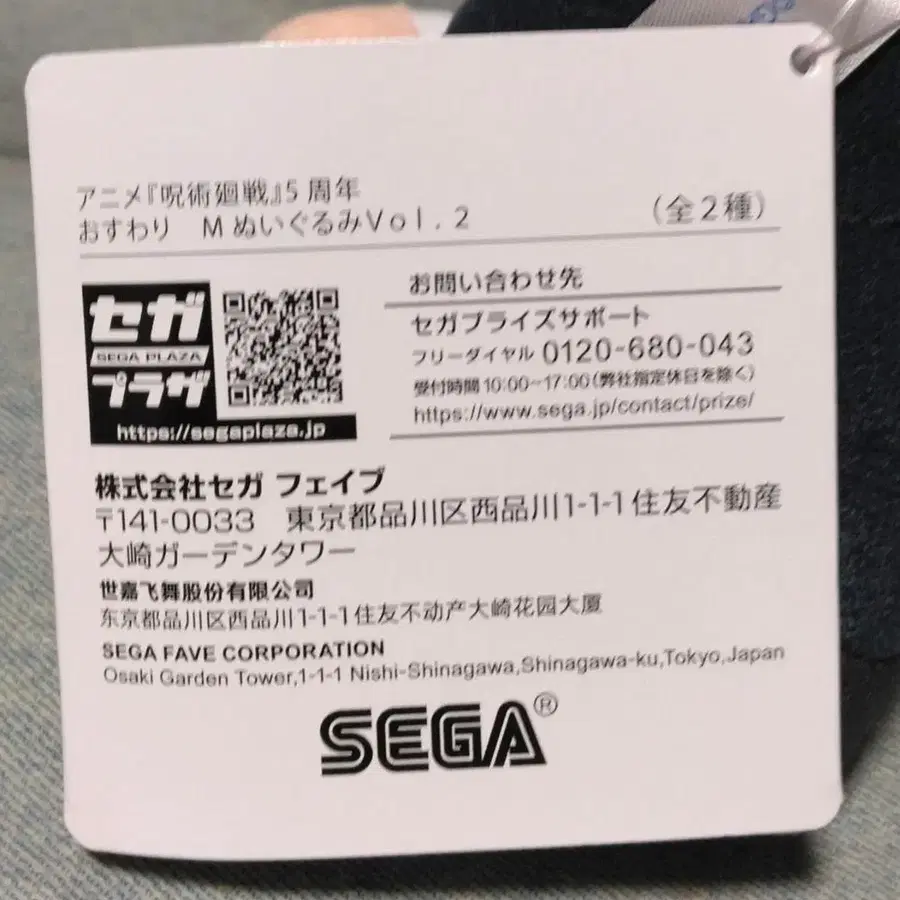 アニメ『呪術廻戦』5周年
おすわり　MぬいぐるみVol.2
(全2種)
セガ
SEGA PLAZA
プラザ
https://segaplaza.jp
お問い合わせ先
セガプライズサポート
フリーダイヤル 0120-680-043
受付時間10:00~17:00(弊社指定休日を除く)
https://www.sega.jp/contact/prize/
株式会社セガ フェイブ
〒141-0033　東京都品川区西品川1-1-1住友不動産
大崎ガーデンタワー
世嘉飞舞股份有限公司
东京都品川区西品川1-1-1住友不动产大崎花园大厦
SEGA FAVE CORPORATION
Osaki Garden Tower,1-1-1 Nishi-Shinagawa,Shinagawa-ku,Tokyo,Japan
SEGA®